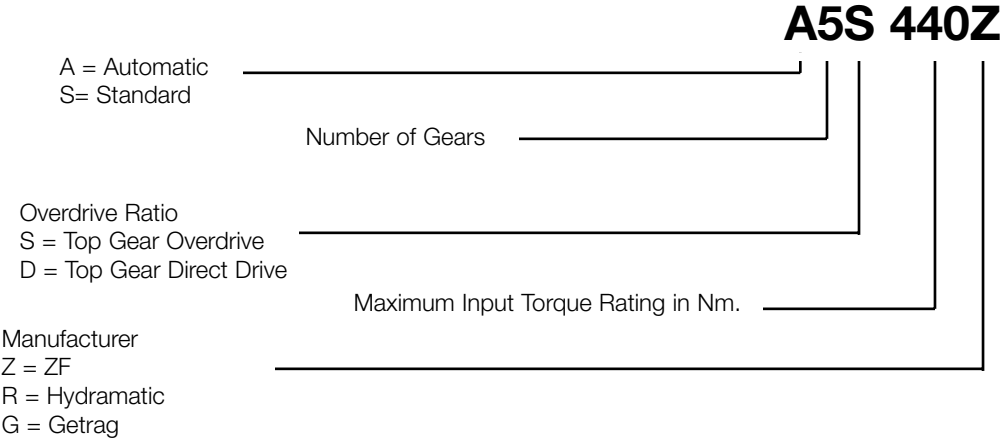 A5S 440Z
A = Automatic
S= Standard
Number of Gears
Overdrive Ratio
S = Top Gear Overdrive
D = Top Gear Direct Drive
Maximum Input Torque Rating in Nm.
Manufacturer
Z = ZF
R = Hydramatic
G = Getrag